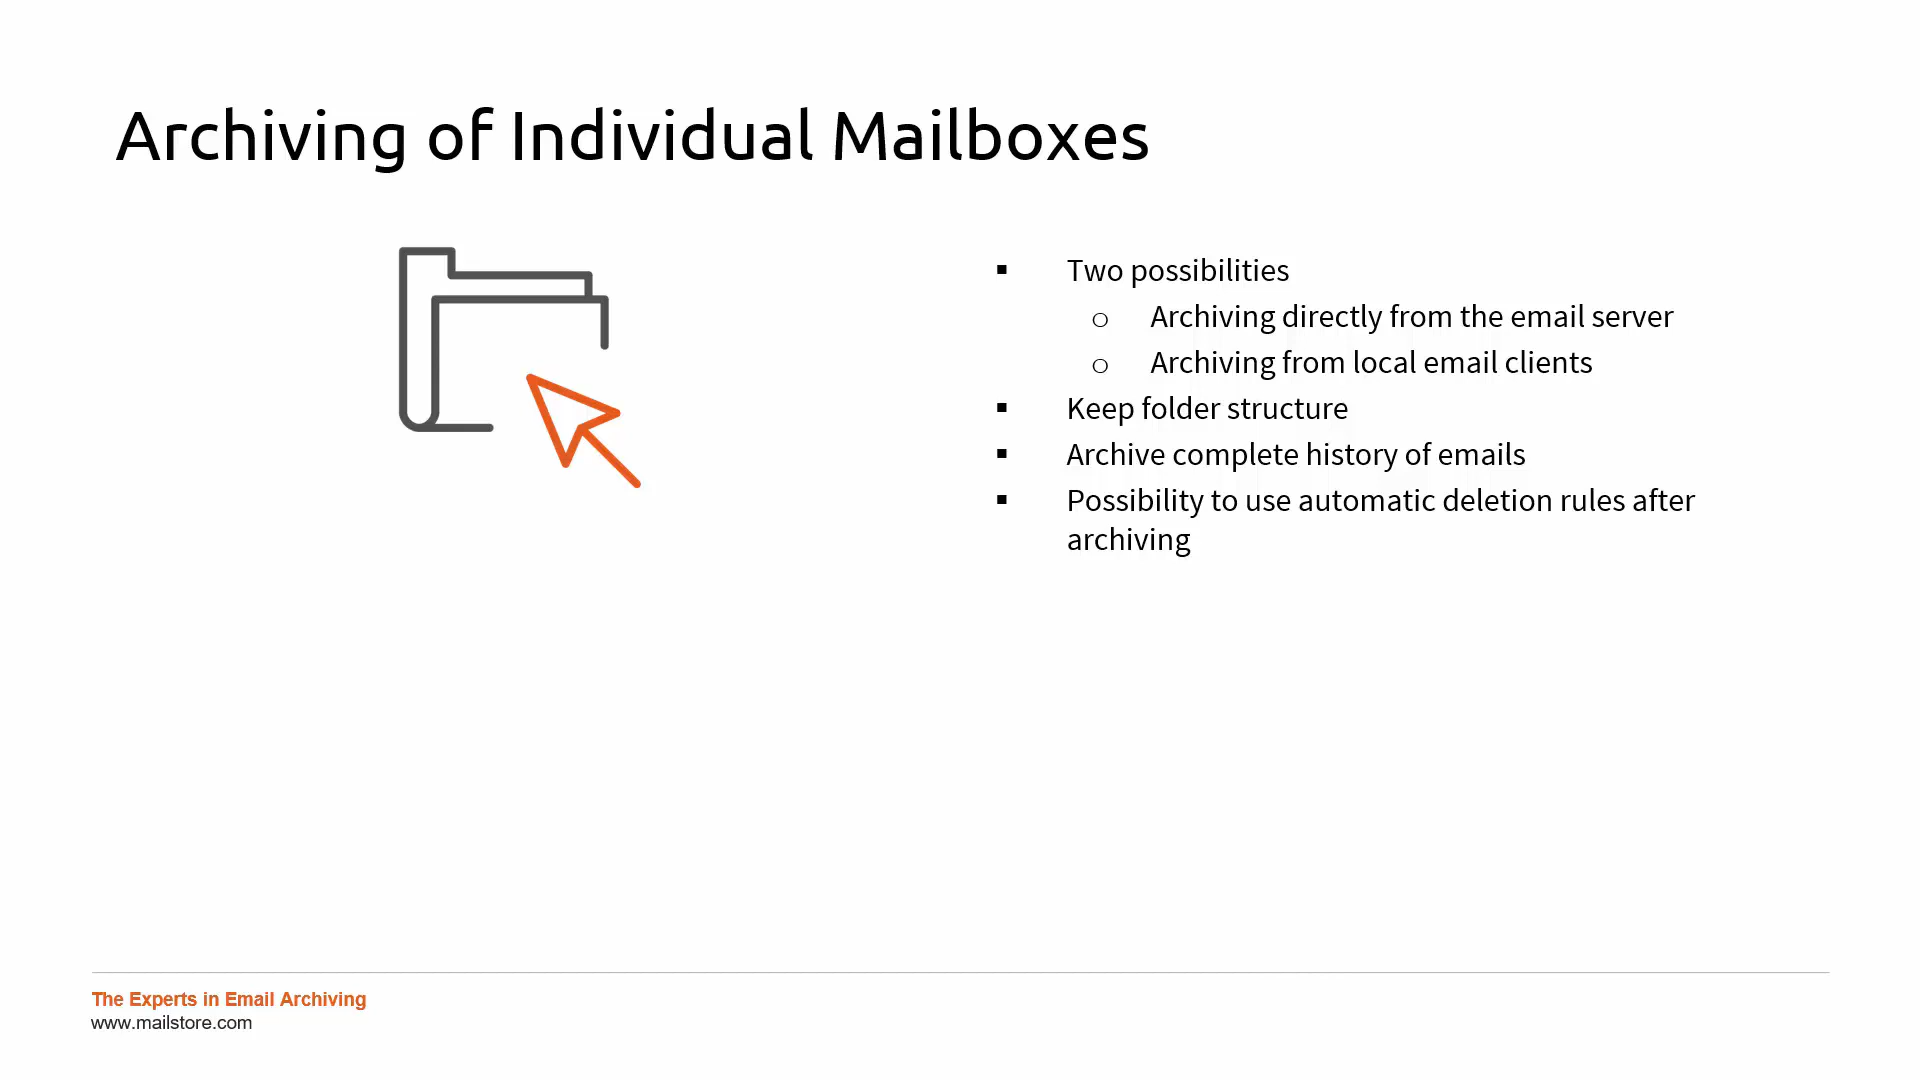 Archiving of Individual Mailboxes
▪ Two possibilities
o Archiving directly from the email server
o Archiving from local email clients
▪ Keep folder structure
▪ Archive complete history of emails
▪ Possibility to use automatic deletion rules after
archiving
The Experts in Email Archiving
www.mailstore.com